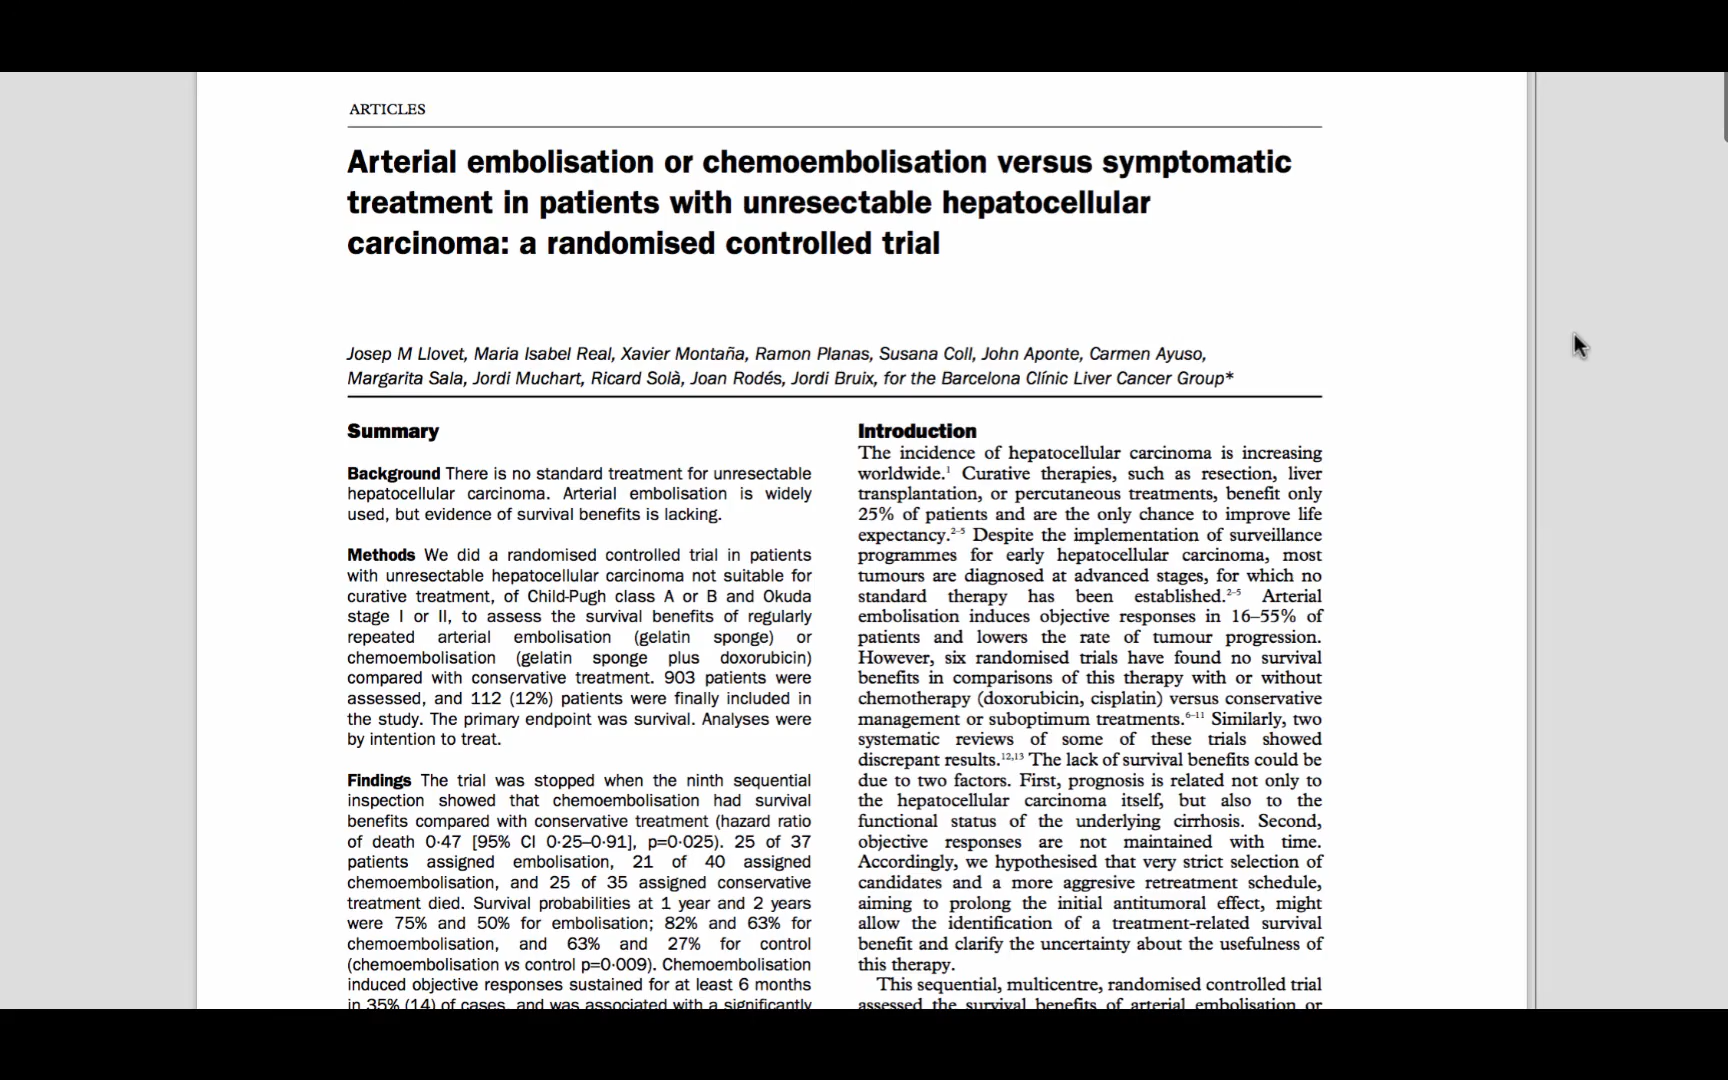 ARTICLES
Arterial embolisation or chemoembolisation versus symptomatic
treatment in patients with unresectable hepatocellular
carcinoma: a randomised controlled trial
Josep M Llovet, Maria Isabel Real, Xavier Montaña, Ramon Planas, Susana Coll, John Aponte, Carmen Ayuso,
Margarita Sala, Jordi Muchart, Ricard Solà, Joan Rodés, Jordi Bruix, for the Barcelona Clínic Liver Cancer Group*
Summary
Background There is no standard treatment for unresectable
hepatocellular carcinoma. Arterial embolisation is widely
used, but evidence of survival benefits is lacking.
Methods We did a randomised controlled trial in patients
with unresectable hepatocellular carcinoma not suitable for
curative treatment, of Child-Pugh class A or B and Okuda
stage I or II, to assess the survival benefits of regularly
repeated arterial embolisation (gelatin sponge) or
chemoembolisation (gelatin sponge plus doxorubicin)
compared with conservative treatment. 903 patients were
assessed, and 112 (12%) patients were finally included in
the study. The primary endpoint was survival. Analyses were
by intention to treat.
Findings The trial was stopped when the ninth sequential
inspection showed that chemoembolisation had survival
benefits compared with conservative treatment (hazard ratio
of death 0·47 [95% CI 0·25–0·91], p=0·025). 25 of 37
patients assigned embolisation, 21 of 40 assigned
chemoembolisation, and 25 of 35 assigned conservative
treatment died. Survival probabilities at 1 year and 2 years
were 75% and 50% for embolisation; 82% and 63% for
chemoembolisation, and 63% and 27% for control
(chemoembolisation vs control p=0·009). Chemoembolisation
induced objective responses sustained for at least 6 months
in 35% (14) of cases, and was associated with a significantly
Introduction
The incidence of hepatocellular carcinoma is increasing
worldwide.¹ Curative therapies, such as resection, liver
transplantation, or percutaneous treatments, benefit only
25% of patients and are the only chance to improve life
expectancy.²⁻⁵ Despite the implementation of surveillance
programmes for early hepatocellular carcinoma, most
tumours are diagnosed at advanced stages, for which no
standard therapy has been established.²⁻⁵ Arterial
embolisation induces objective responses in 16–55% of
patients and lowers the rate of tumour progression.
However, six randomised trials have found no survival
benefits in comparisons of this therapy with or without
chemotherapy (doxorubicin, cisplatin) versus conservative
management or suboptimum treatments.⁶⁻¹¹ Similarly, two
systematic reviews of some of these trials showed
discrepant results.¹²,¹³ The lack of survival benefits could be
due to two factors. First, prognosis is related not only to
the hepatocellular carcinoma itself, but also to the
functional status of the underlying cirrhosis. Second,
objective responses are not maintained with time.
Accordingly, we hypothesised that very strict selection of
candidates and a more aggresive retreatment schedule,
aiming to prolong the initial antitumoral effect, might
allow the identification of a treatment-related survival
benefit and clarify the uncertainty about the usefulness of
this therapy.
This sequential, multicentre, randomised controlled trial
assessed the survival benefits of arterial embolisation or